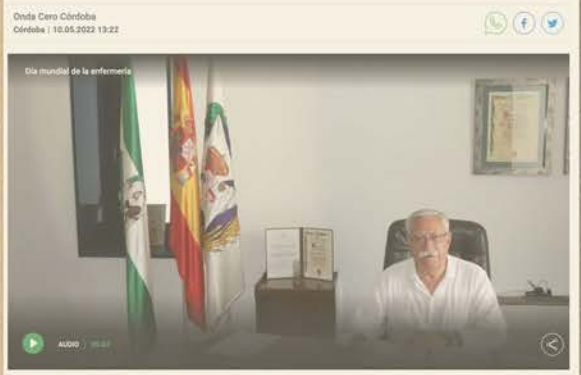 Onda Cero Córdoba
Córdoba | 10.05.2022 13:22
Día mundial de la enfermería
AUDIO